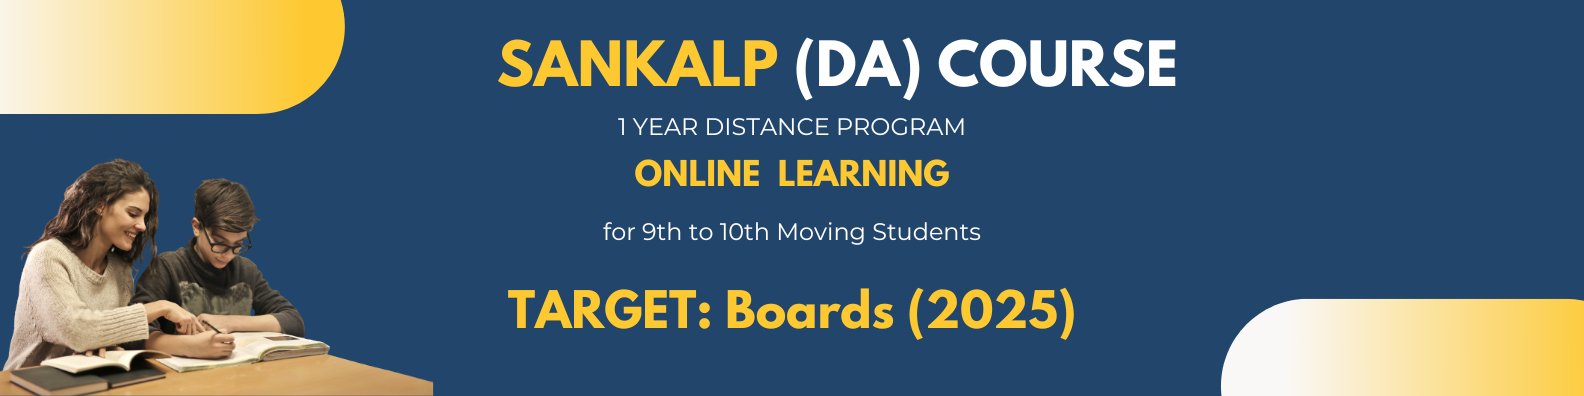 SANKALP (DA) COURSE
1 YEAR DISTANCE PROGRAM
ONLINE LEARNING
for 9th to 10th Moving Students
TARGET: Boards (2025)